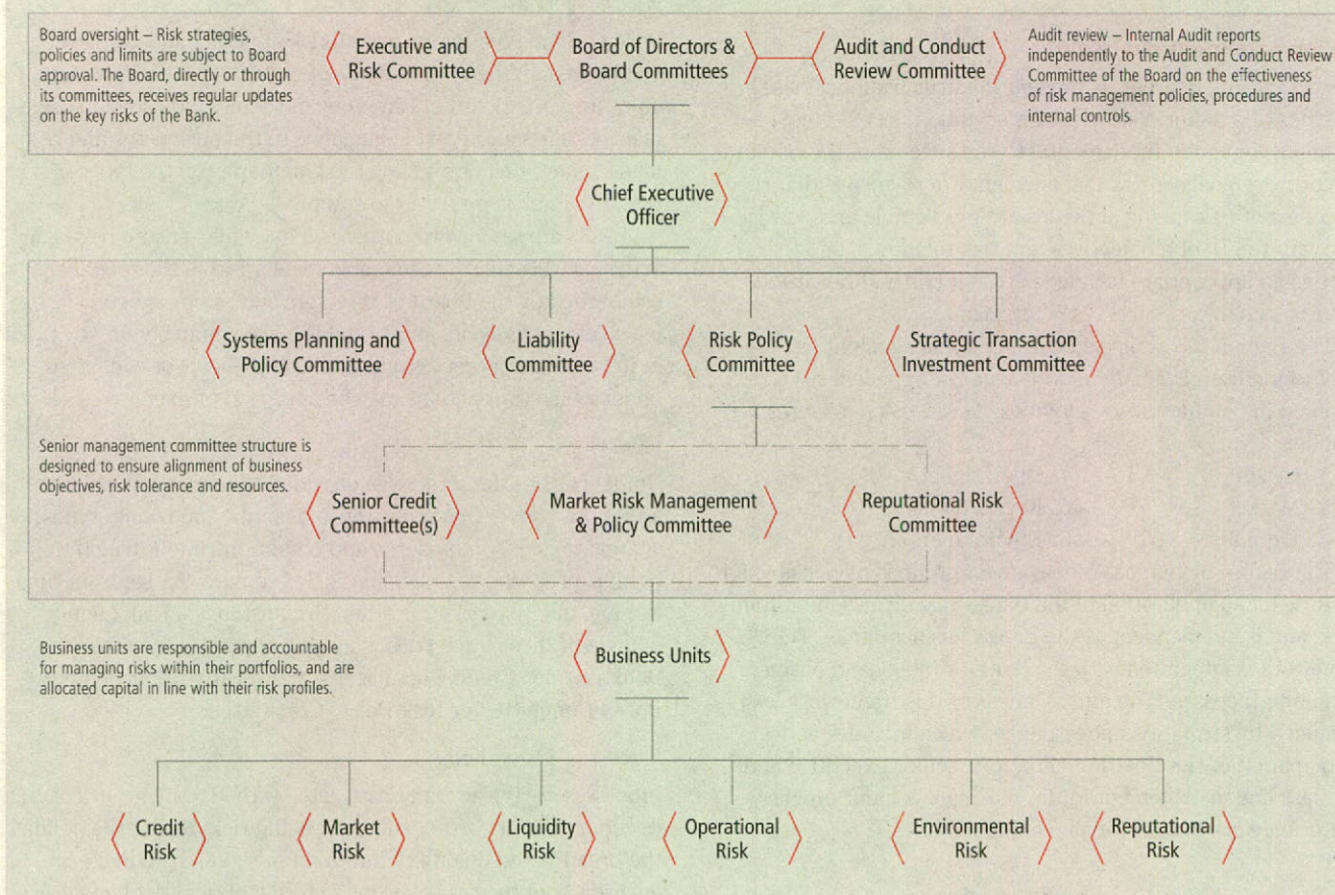 Board oversight – Risk strategies,
policies and limits are subject to Board
approval. The Board, directly or through
its committees, receives regular updates
on the key risks of the Bank.
Executive and
Risk Committee
Board of Directors &
Board Committees
Audit and Conduct
Review Committee
Audit review – Internal Audit reports
independently to the Audit and Conduct Review
Committee of the Board on the effectiveness
of risk management policies, procedures and
internal controls.
Chief Executive
Officer
Systems Planning and
Policy Committee
Liability
Committee
Risk Policy
Committee
Strategic Transaction
Investment Committee
Senior management committee structure is
designed to ensure alignment of business
objectives, risk tolerance and resources.
Senior Credit
Committee(s)
Market Risk Management
& Policy Committee
Reputational Risk
Committee
Business units are responsible and accountable
for managing risks within their portfolios, and are
allocated capital in line with their risk profiles.
Business Units
Credit
Risk
Market
Risk
Liquidity
Risk
Operational
Risk
Environmental
Risk
Reputational
Risk